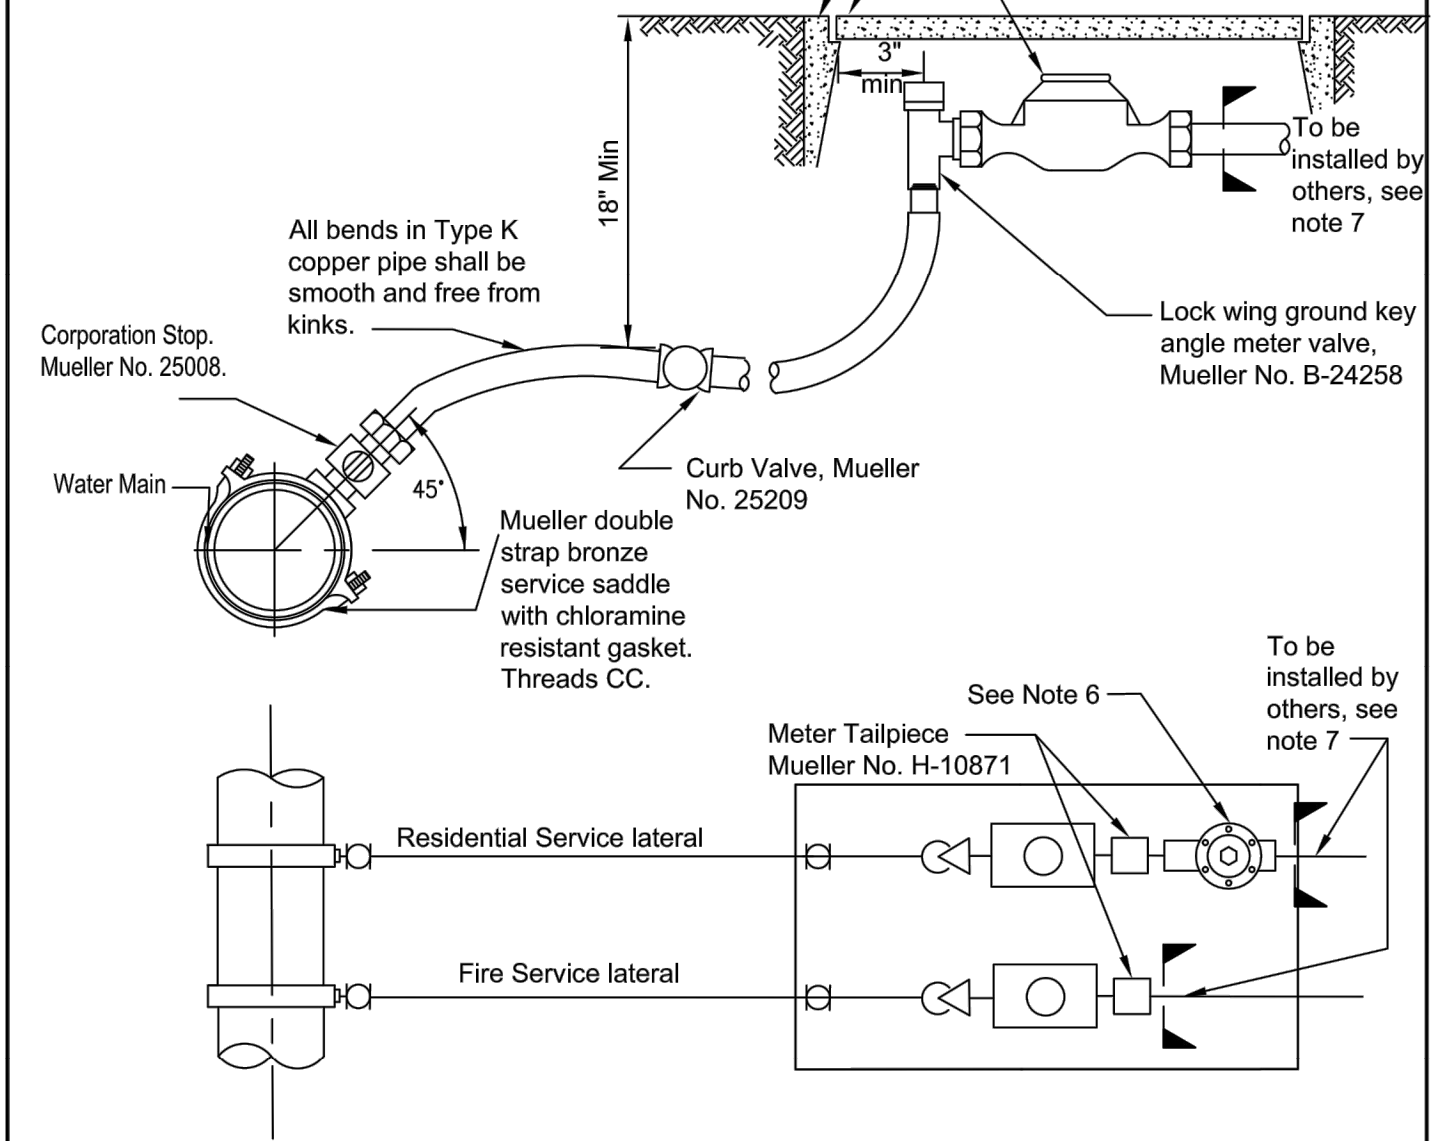 3"
min
18" Min
To be
installed by
others, see
note 7
All bends in Type K
copper pipe shall be
smooth and free from
kinks.
Lock wing ground key
angle meter valve,
Mueller No. B-24258
Corporation Stop.
Mueller No. 25008.
Water Main
45°
Curb Valve, Mueller
No. 25209
Mueller double
strap bronze
service saddle
with chloramine
resistant gasket.
Threads CC.
To be
installed by
others, see
note 7
See Note 6
Meter Tailpiece
Mueller No. H-10871
Residential Service lateral
Fire Service lateral